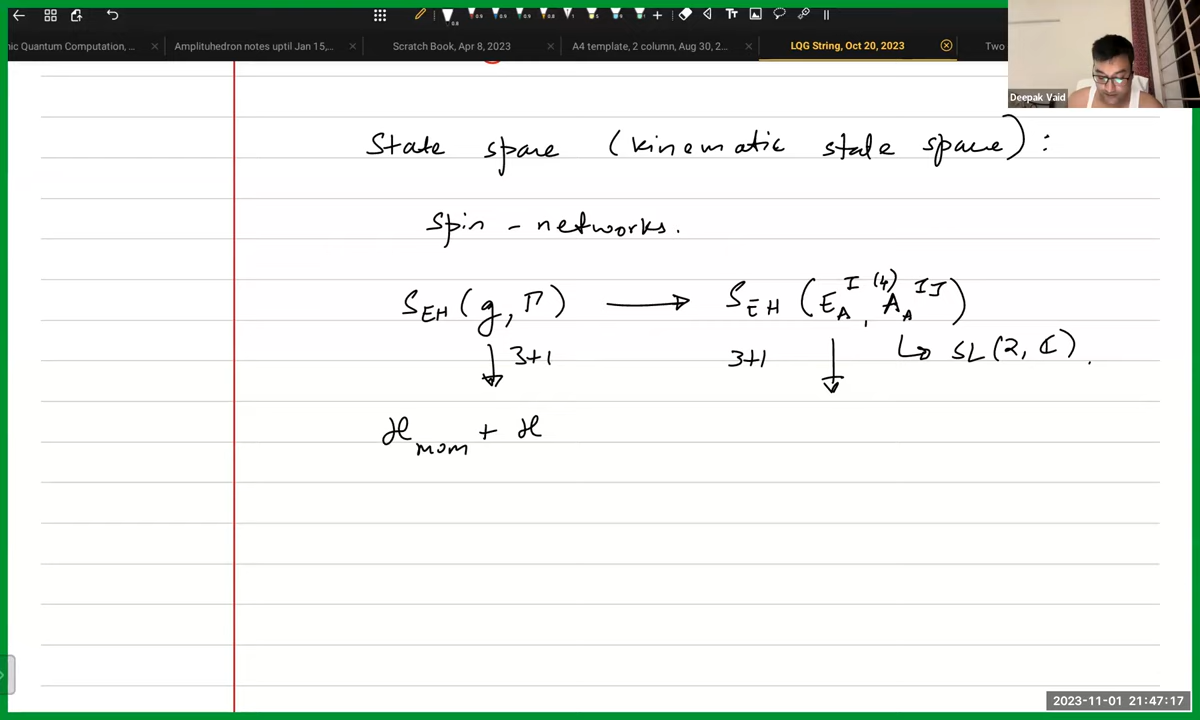 nic Quantum Computation, ... Amplituhedron notes uptil Jan 15,... Scratch Book, Apr 8, 2023 A4 template, 2 column, Aug 30, 2... LQG String, Oct 20, 2023 Two
Deepak Vaid
State space (kinematic state space) :
Spin - networks.
S_EH (g, Γ) → S_EH (E_A^I, ^(4)A_A^IJ)
↓ 3+1 3+1 ↓ ↳ SL(2, ℂ).
ℋ_mom + ℋ
2023-11-01 21:47:17